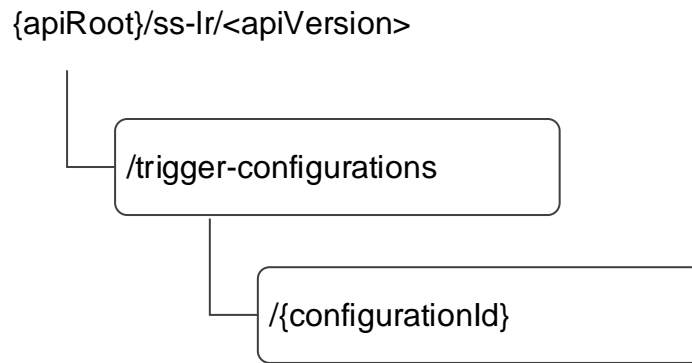 {apiRoot}/ss-lr/<apiVersion>
/trigger-configurations
/{configurationId}